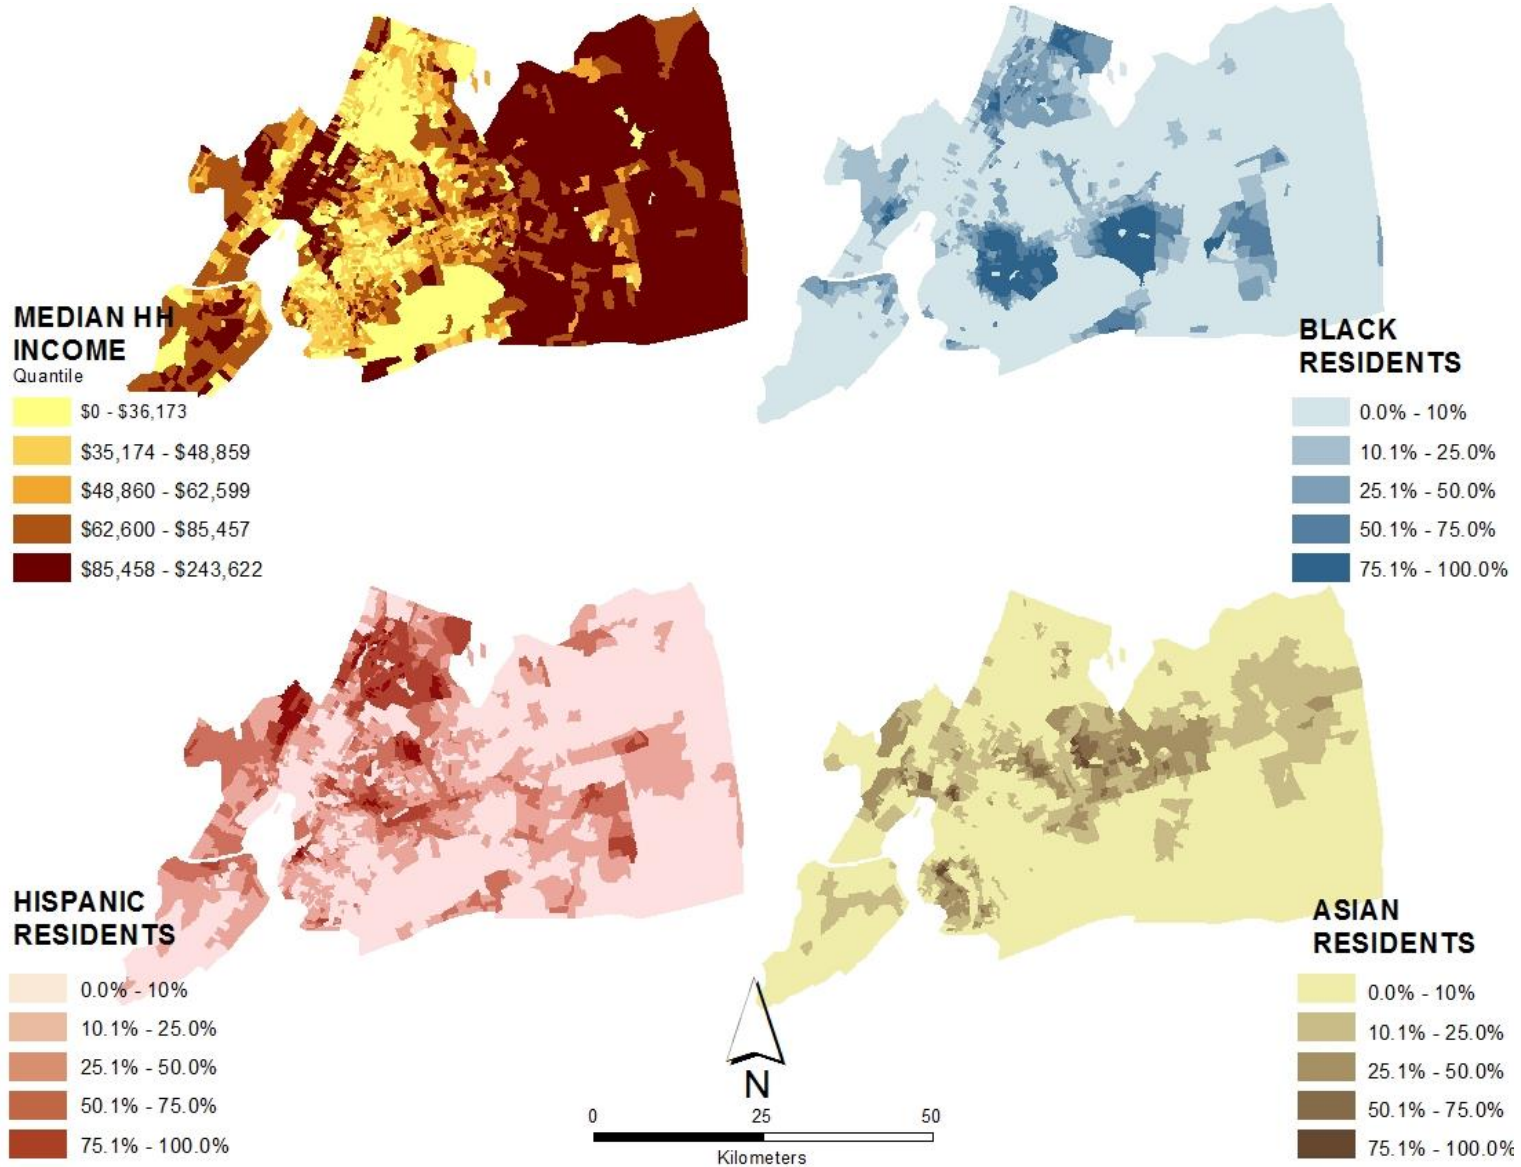 MEDIAN HH
INCOME
Quantile
$0 - $36,173
$35,174 - $48,859
$48,860 - $62,599
$62,600 - $85,457
$85,458 - $243,622
BLACK
RESIDENTS
0.0% - 10%
10.1% - 25.0%
25.1% - 50.0%
50.1% - 75.0%
75.1% - 100.0%
HISPANIC
RESIDENTS
0.0% - 10%
10.1% - 25.0%
25.1% - 50.0%
50.1% - 75.0%
75.1% - 100.0%
ASIAN
RESIDENTS
0.0% - 10%
10.1% - 25.0%
25.1% - 50.0%
50.1% - 75.0%
75.1% - 100.0%
N
0 25 50
Kilometers